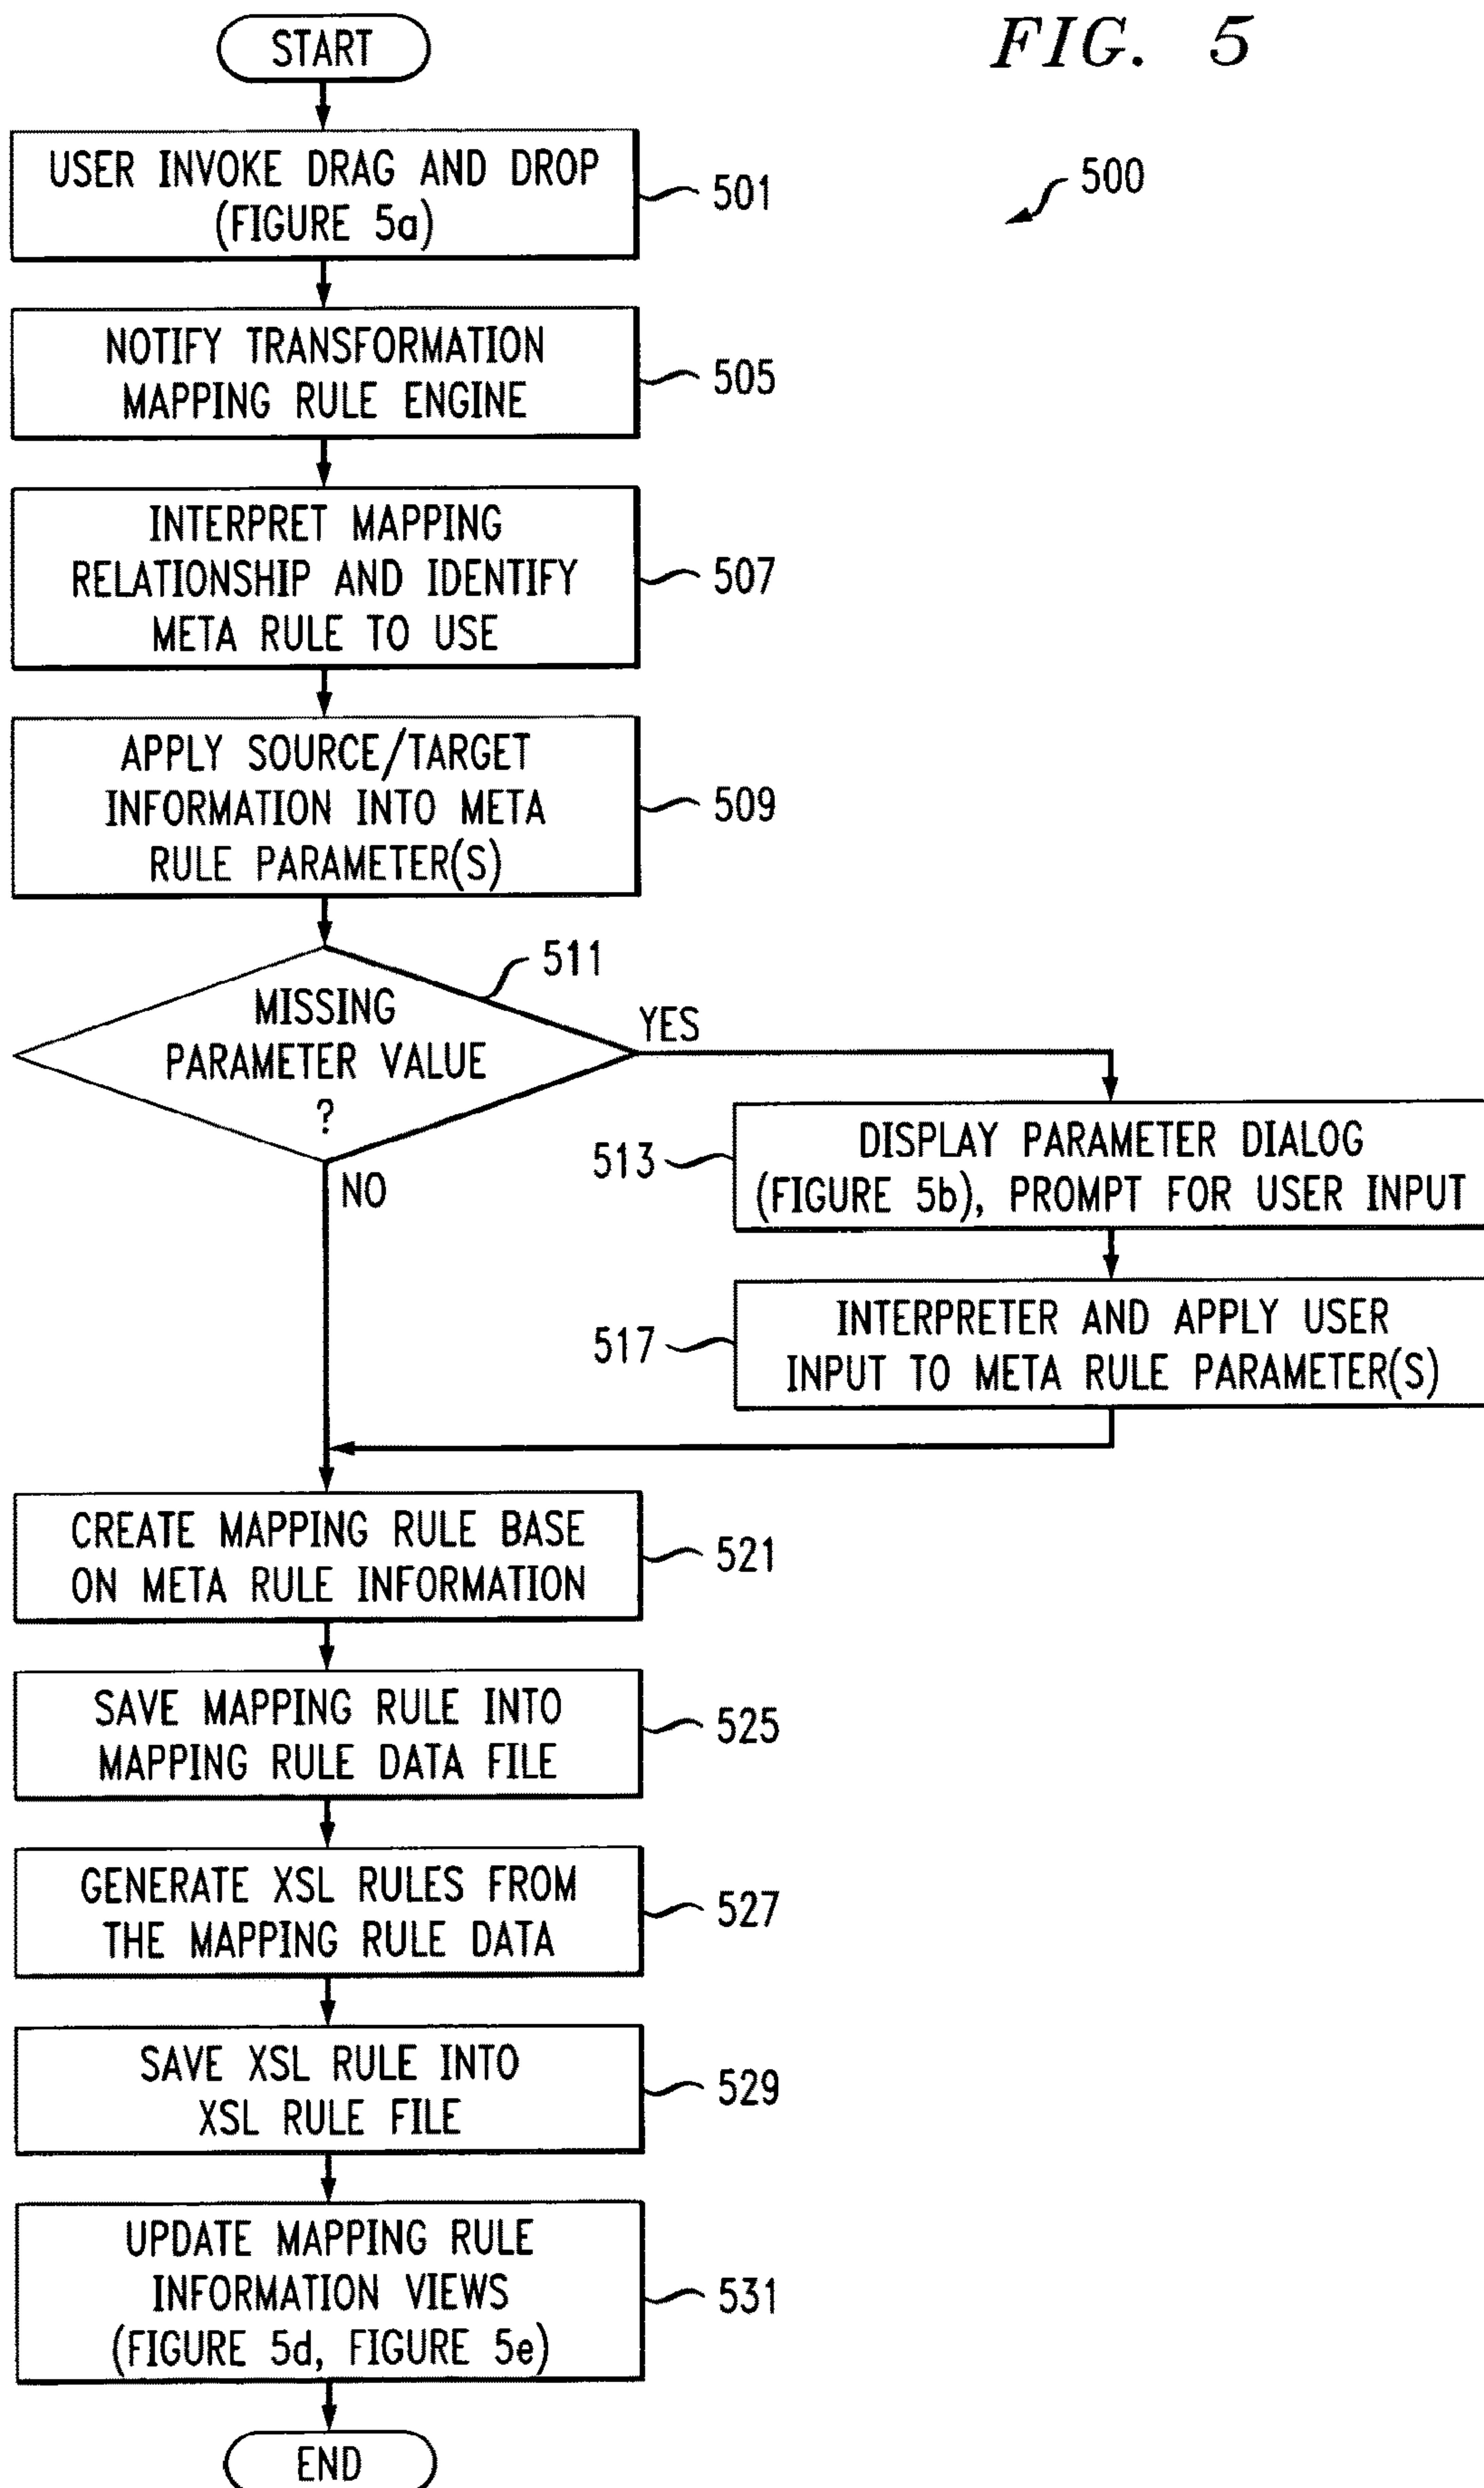 FIG. 5
START
500
USER INVOKE DRAG AND DROP
(FIGURE 5a)
501
NOTIFY TRANSFORMATION
MAPPING RULE ENGINE
505
INTERPRET MAPPING
RELATIONSHIP AND IDENTIFY
META RULE TO USE
507
APPLY SOURCE/TARGET
INFORMATION INTO META
RULE PARAMETER(S)
509
511
MISSING
PARAMETER VALUE
?
YES
NO
513
DISPLAY PARAMETER DIALOG
(FIGURE 5b), PROMPT FOR USER INPUT
517
INTERPRETER AND APPLY USER
INPUT TO META RULE PARAMETER(S)
CREATE MAPPING RULE BASE
ON META RULE INFORMATION
521
SAVE MAPPING RULE INTO
MAPPING RULE DATA FILE
525
GENERATE XSL RULES FROM
THE MAPPING RULE DATA
527
SAVE XSL RULE INTO
XSL RULE FILE
529
UPDATE MAPPING RULE
INFORMATION VIEWS
(FIGURE 5d, FIGURE 5e)
531
END